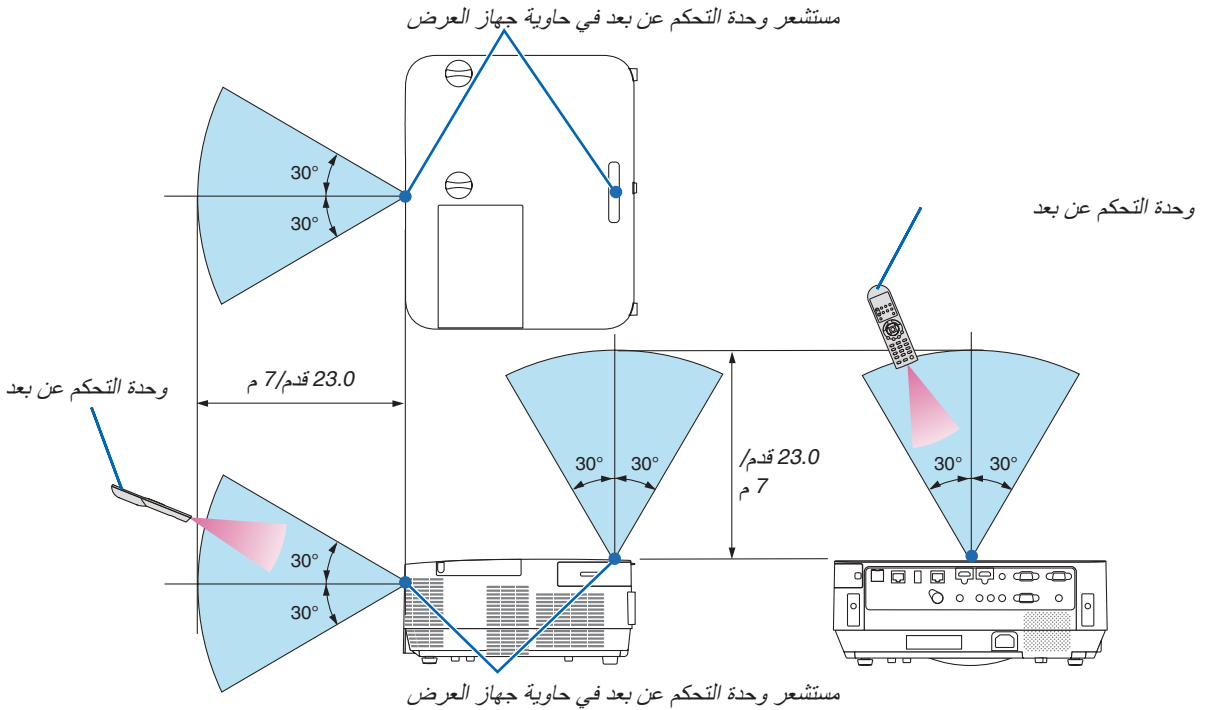 مستشعر وحدة التحكم عن بعد في حاوية جهاز العرض
30°
30°
وحدة التحكم عن بعد
23.0 قدم/7 م
وحدة التحكم عن بعد
23.0 قدم/
7 م
30°
30°
30°
30°
30°
30°
مستشعر وحدة التحكم عن بعد في حاوية جهاز العرض